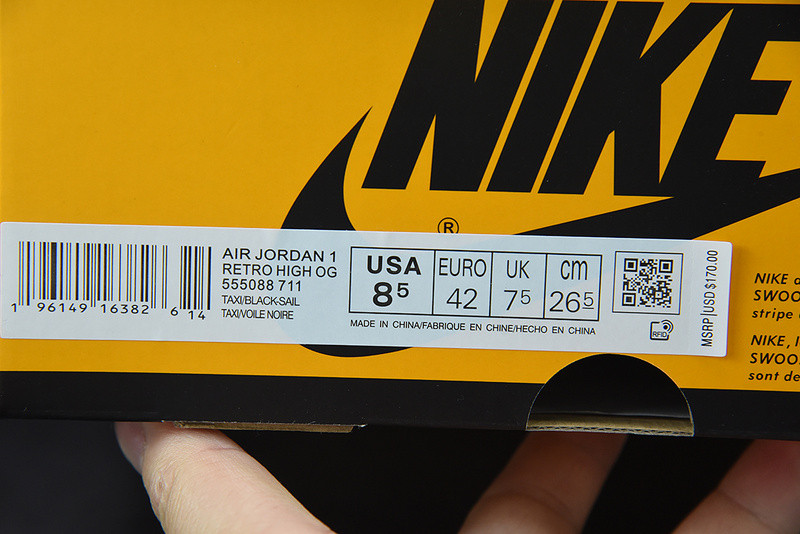 NIKE
®
AIR JORDAN 1
RETRO HIGH OG
555088 711
TAXI/BLACK-SAIL
TAXI/VOILE NOIRE
1 96149 16382 6 14
USA
8⁵
EURO
42
UK
7⁵
cm
26⁵
MADE IN CHINA/FABRIQUE EN CHINE/HECHO EN CHINA
RFID
MSRP|USD $170.00
NIKE
SWOO
stripe
NIKE, I
SWOO
sont de